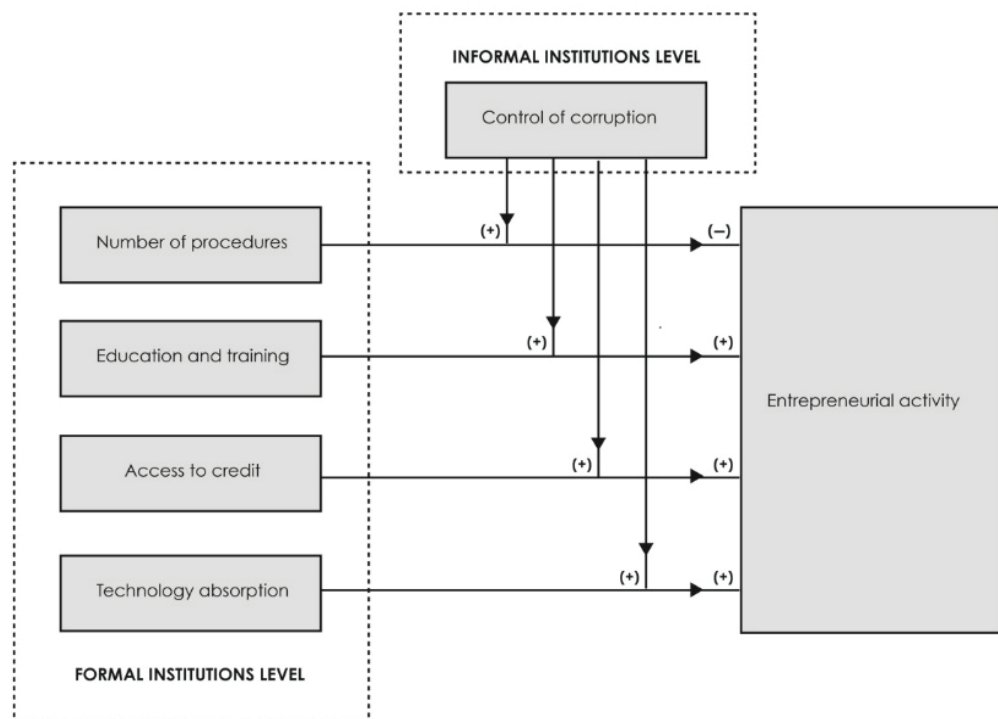 INFORMAL INSTITUTIONS LEVEL
Control of corruption
Number of procedures
(+)
(—)
Education and training
(+)
(+)
Entrepreneurial activity
Access to credit
(+)
(+)
Technology absorption
(+)
(+)
FORMAL INSTITUTIONS LEVEL